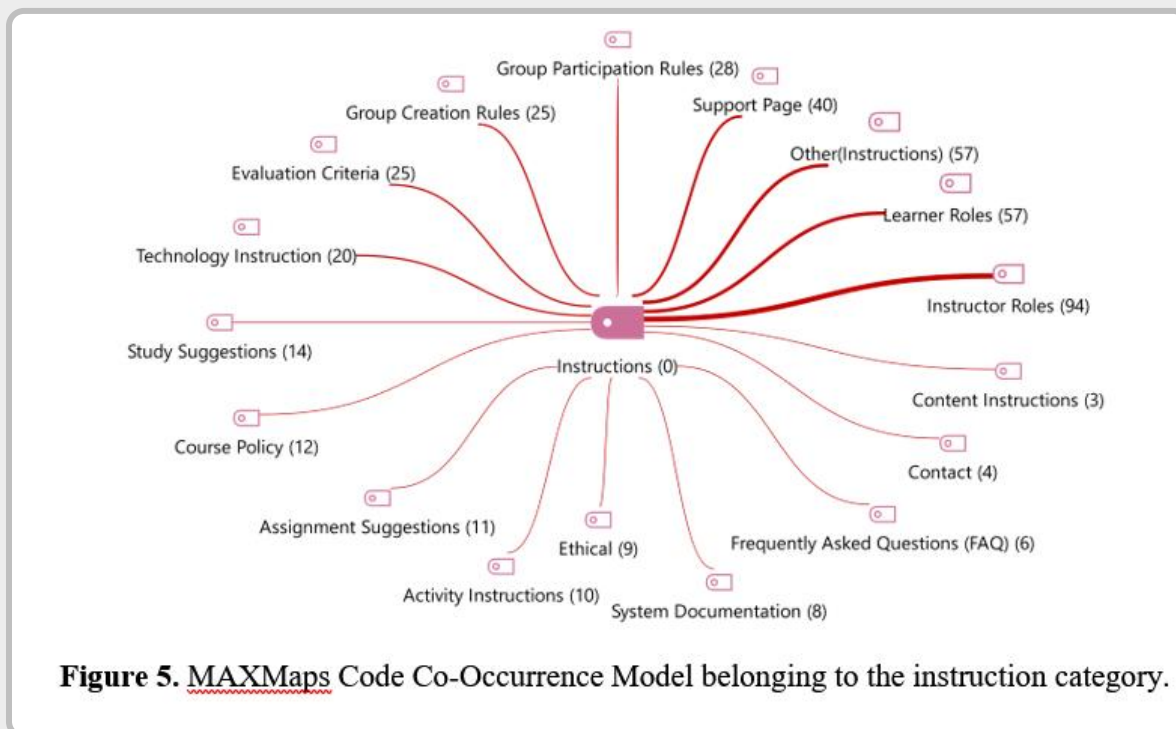 Group Participation Rules (28)
Support Page (40)
Group Creation Rules (25)
Other(Instructions) (57)
Evaluation Criteria (25)
Learner Roles (57)
Technology Instruction (20)
Instructor Roles (94)
Study Suggestions (14)
Instructions (0)
Content Instructions (3)
Course Policy (12)
Contact (4)
Assignment Suggestions (11)
Frequently Asked Questions (FAQ) (6)
Ethical (9)
Activity Instructions (10)
System Documentation (8)
Figure 5. MAXMaps Code Co-Occurrence Model belonging to the instruction category.